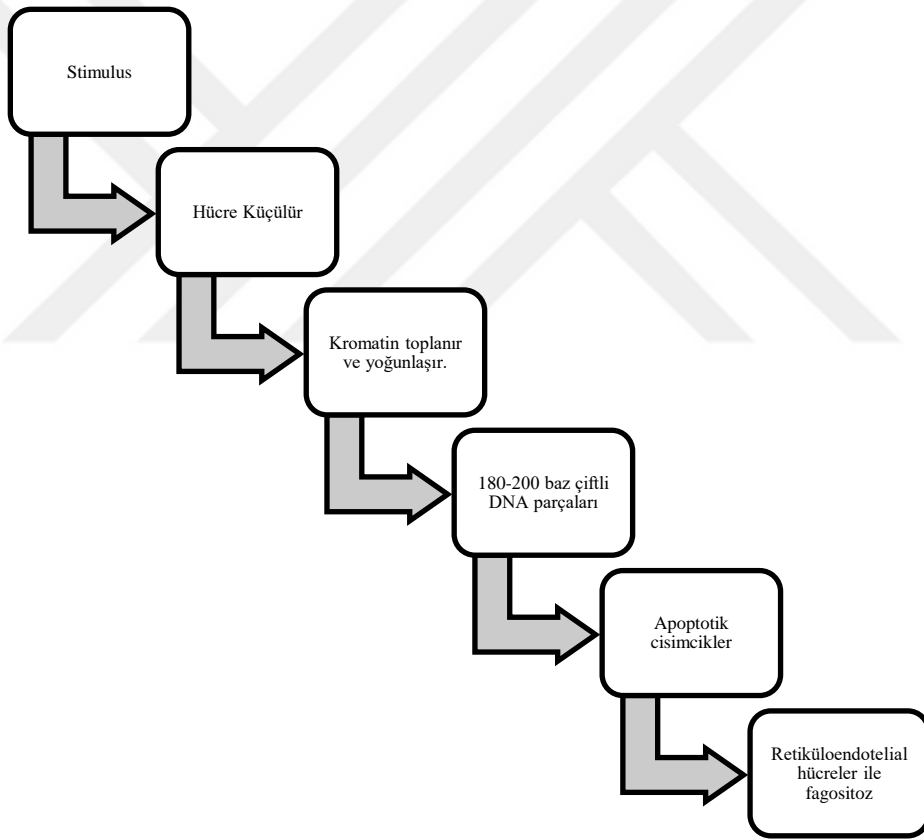 Stimulus
Hücre Küçülür
Kromatin toplanır
ve yoğunlaşır.
180-200 baz çiftli
DNA parçaları
Apoptotik
cisimcikler
Retiküloendotelial
hücreler ile
fagositoz